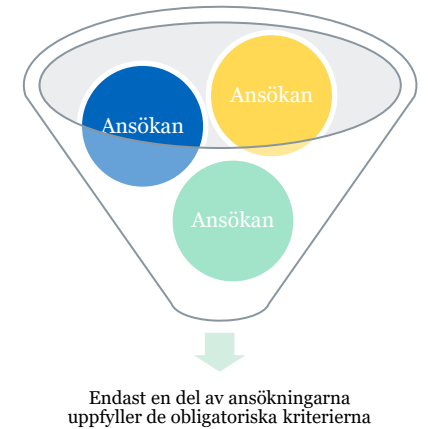 Ansökan
Ansökan
Ansökan
Endast en del av ansökningarna
uppfyller de obligatoriska kriterierna